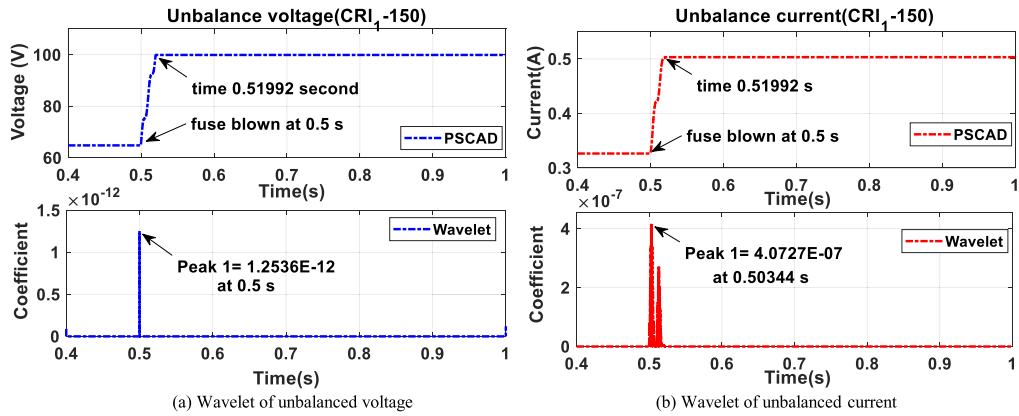 Unbalance voltage(CRI1-150)
Voltage (V)
100
80
60
time 0.51992 second
fuse blown at 0.5 s
PSCAD
0.4 0.5 0.6 0.7 0.8 0.9 1
Time(s)
×10-12
Coefficient
1.5
1
0.5
0
Wavelet
Peak 1= 1.2536E-12
at 0.5 s
0.4 0.5 0.6 0.7 0.8 0.9 1
Time(s)
(a) Wavelet of unbalanced voltage
Unbalance current(CRI1-150)
Current(A)
0.5
0.4
0.3
time 0.51992 s
fuse blown at 0.5 s
PSCAD
0.4 0.5 0.6 0.7 0.8 0.9 1
Time(s)
×10-7
Coefficient
4
2
0
Wavelet
Peak 1= 4.0727E-07
at 0.50344 s
0.4 0.5 0.6 0.7 0.8 0.9 1
Time(s)
(b) Wavelet of unbalanced current